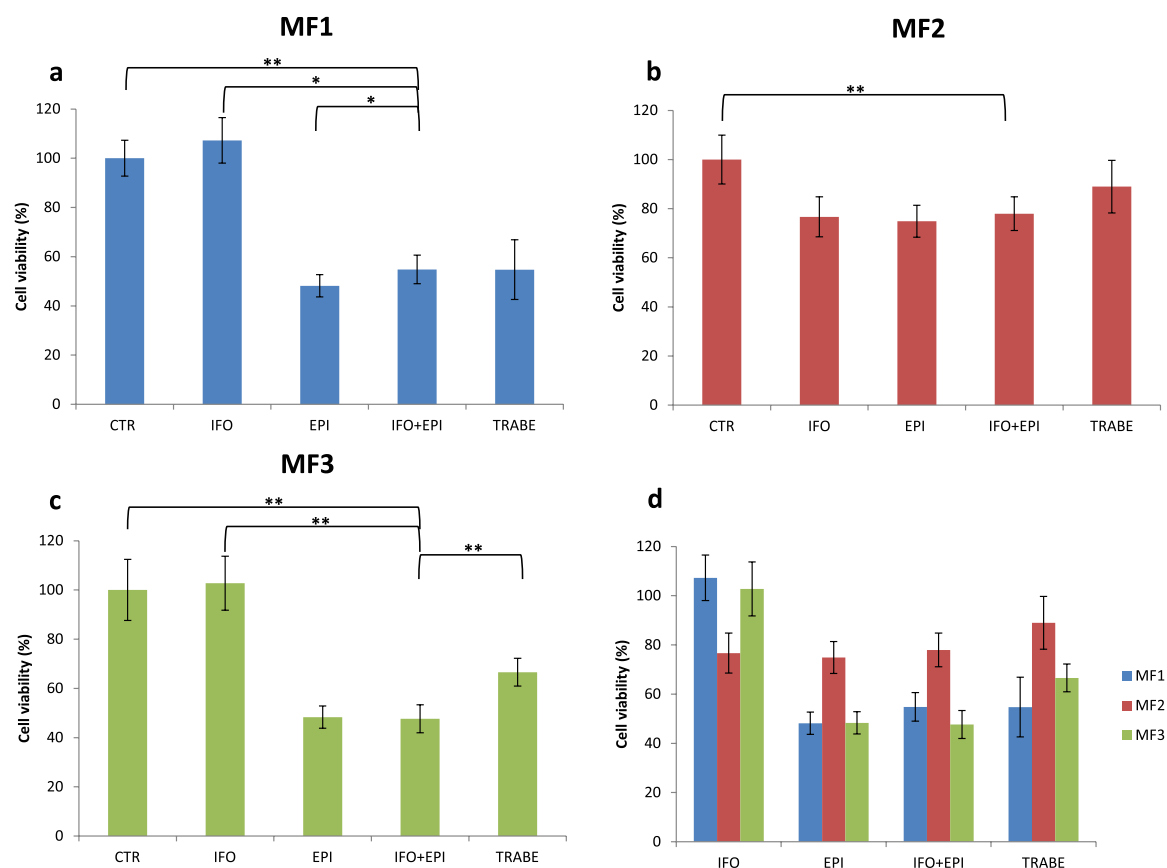 MF1
a
**
*
*
120
100
80
60
40
20
0
Cell viability (%)
CTR IFO EPI IFO+EPI TRABE
MF2
b
**
120
100
80
60
40
20
0
Cell viability (%)
CTR IFO EPI IFO+EPI TRABE
MF3
c
**
**
**
120
100
80
60
40
20
0
Cell viability (%)
CTR IFO EPI IFO+EPI TRABE
d
120
100
80
60
40
20
0
Cell viability (%)
IFO EPI IFO+EPI TRABE
MF1
MF2
MF3